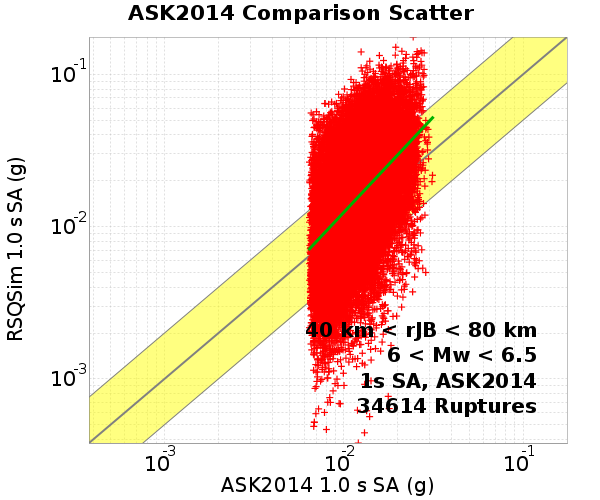 ASK2014 Comparison Scatter
RSQSim 1.0 s SA (g)
10-1
10-2
10-3
40 km < rJB < 80 km
6 < Mw < 6.5
1s SA, ASK2014
34614 Ruptures
10-3 10-2 10-1
ASK2014 1.0 s SA (g)